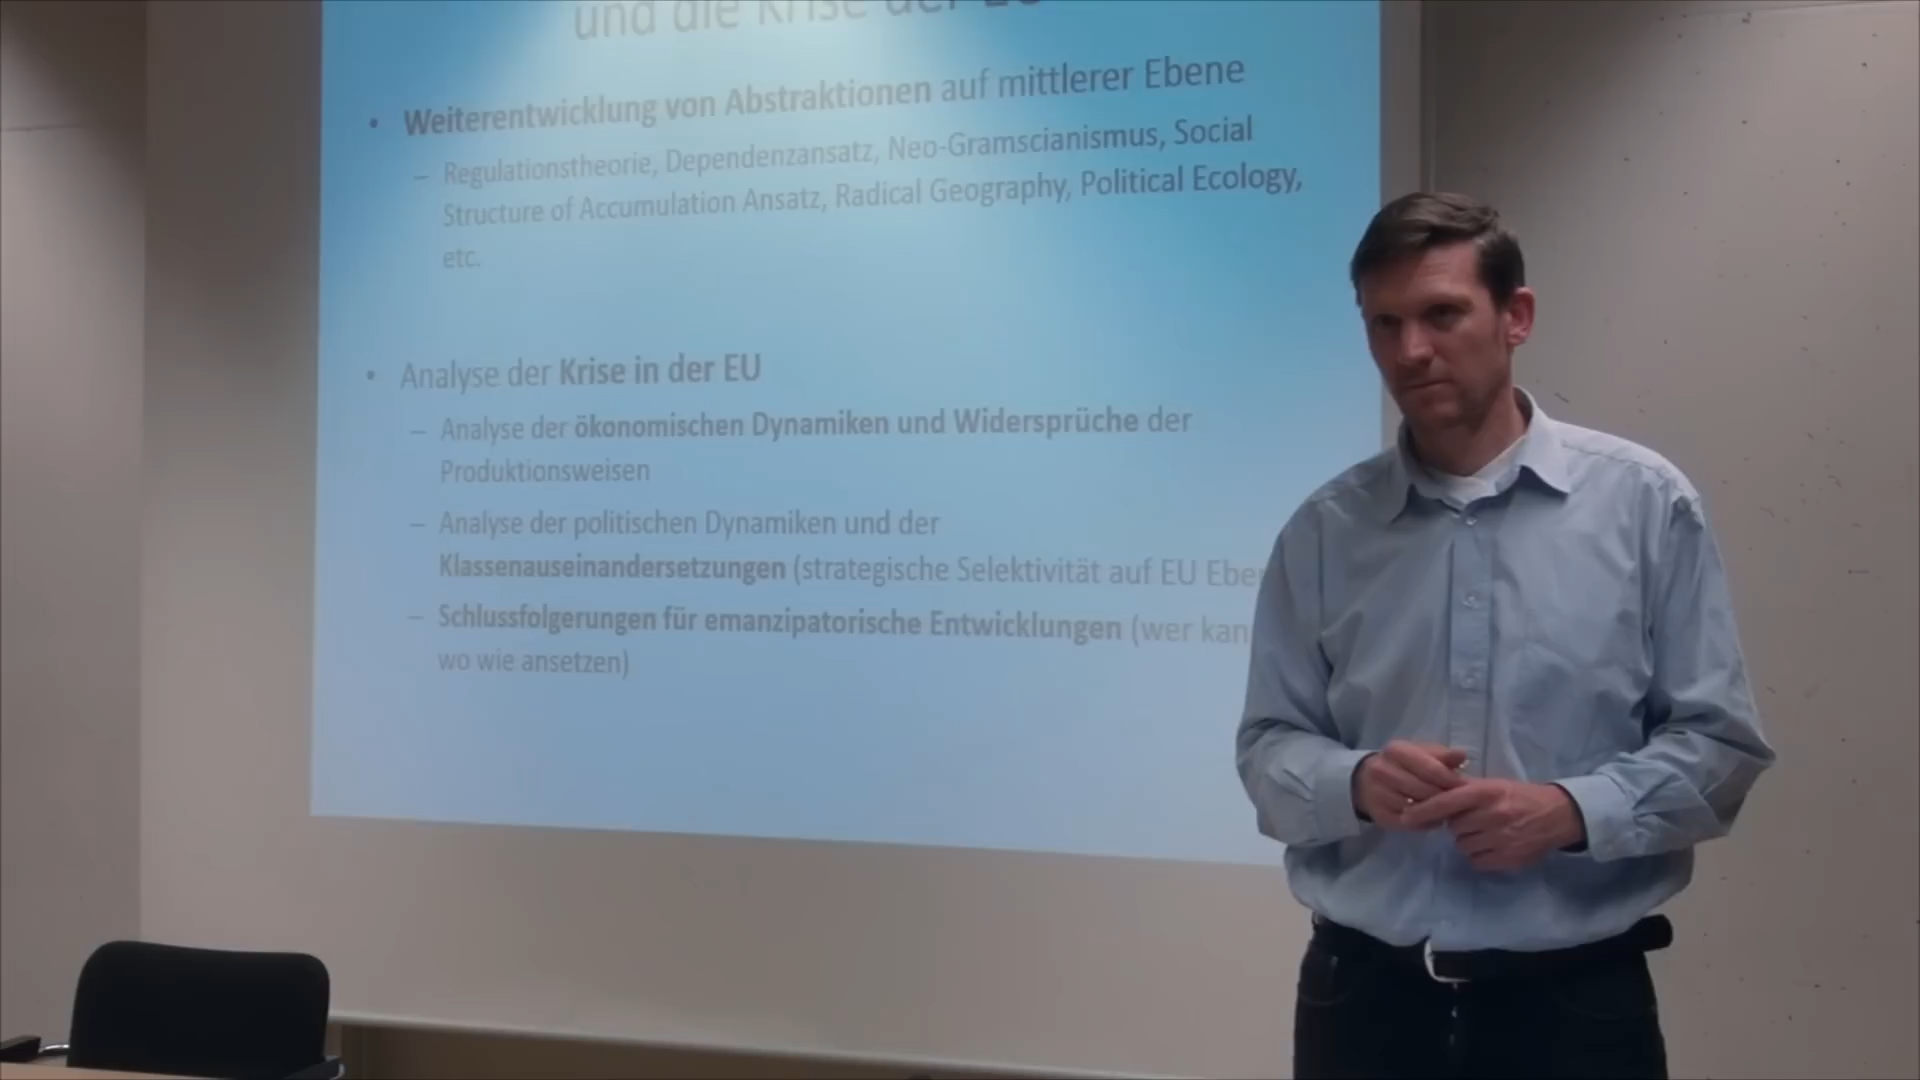 und die Krise der EU
• Weiterentwicklung von Abstraktionen auf mittlerer Ebene
– Regulationstheorie, Dependenzansatz, Neo-Gramscianismus, Social
Structure of Accumulation Ansatz, Radical Geography, Political Ecology,
etc.
• Analyse der Krise in der EU
– Analyse der ökonomischen Dynamiken und Widersprüche der
Produktionsweisen
– Analyse der politischen Dynamiken und der
Klassenauseinandersetzungen (strategische Selektivität auf EU Eben
– Schlussfolgerungen für emanzipatorische Entwicklungen (wer kan
wo wie ansetzen)